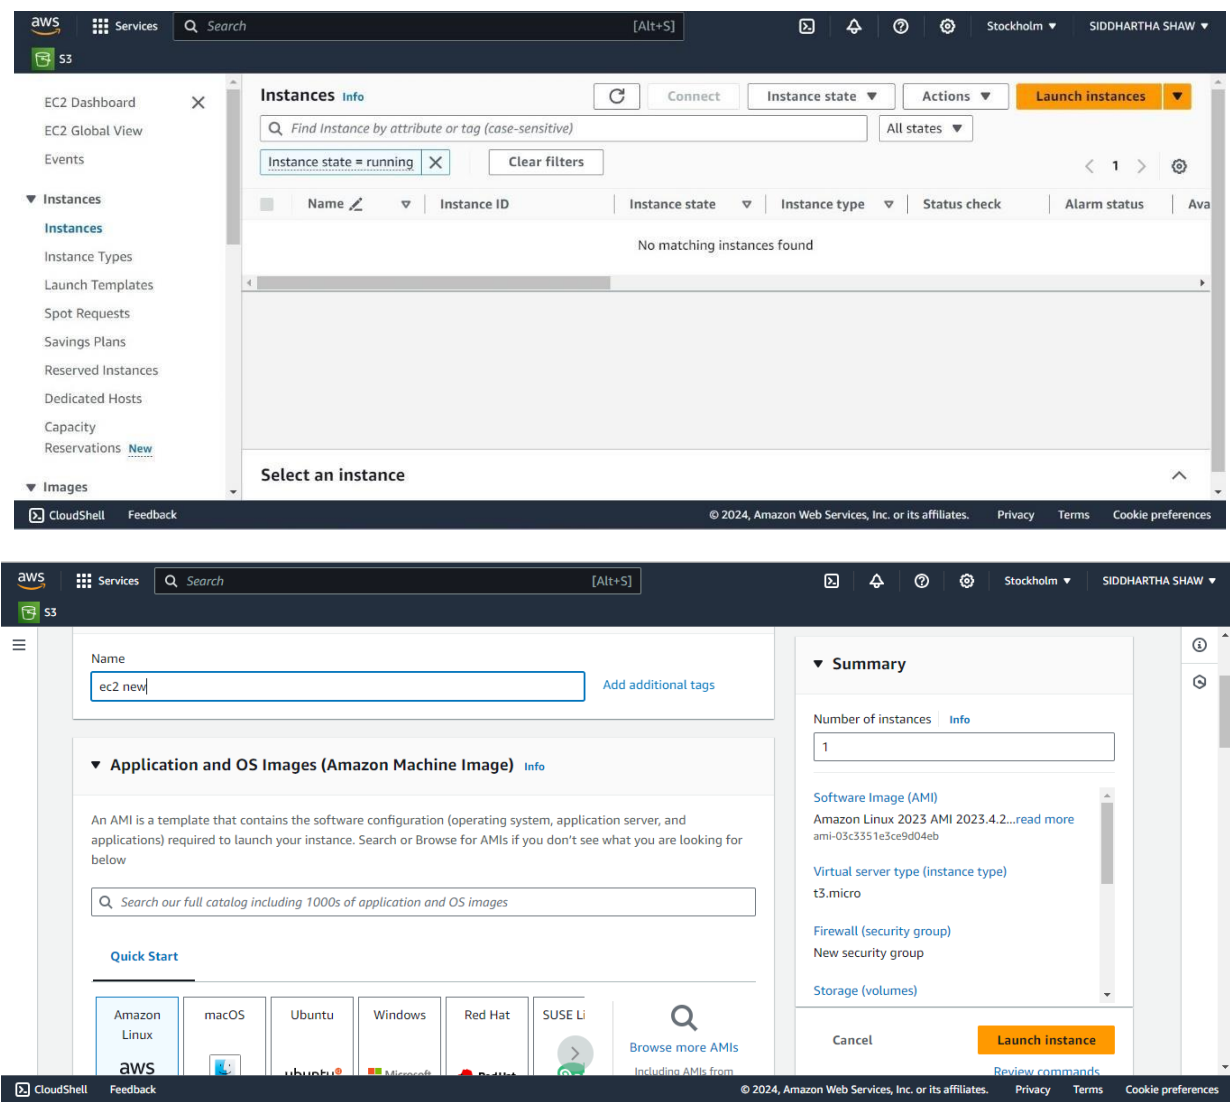 aws Services Search [Alt+S] Stockholm ▼ SIDDHARTHA SHAW ▼
S3
EC2 Dashboard
EC2 Global View
Events
Instances
Instances
Instance Types
Launch Templates
Spot Requests
Savings Plans
Reserved Instances
Dedicated Hosts
Capacity
Reservations New
Images
Instances Info Connect Instance state ▼ Actions ▼ Launch instances ▼
Find Instance by attribute or tag (case-sensitive) All states ▼
Instance state = running Clear filters 1
Name Instance ID Instance state Instance type Status check Alarm status Ava
No matching instances found
Select an instance
CloudShell Feedback © 2024, Amazon Web Services, Inc. or its affiliates. Privacy Terms Cookie preferences
aws Services Search [Alt+S] Stockholm ▼ SIDDHARTHA SHAW ▼
S3
Name
ec2 new Add additional tags
Application and OS Images (Amazon Machine Image) Info
An AMI is a template that contains the software configuration (operating system, application server, and
applications) required to launch your instance. Search or Browse for AMIs if you don't see what you are looking for
below
Search our full catalog including 1000s of application and OS images
Quick Start
Amazon
Linux
aws
macOS
Ubuntu
ubuntu®
Windows
Microsoft
Red Hat
Red Hat
SUSE Li
Browse more AMIs
Including AMIs from
Summary
Number of instances Info
1
Software Image (AMI)
Amazon Linux 2023 AMI 2023.4.2...read more
ami-03c3351e3ce9d04eb
Virtual server type (instance type)
t3.micro
Firewall (security group)
New security group
Storage (volumes)
Cancel Launch instance
Review commands
CloudShell Feedback © 2024, Amazon Web Services, Inc. or its affiliates. Privacy Terms Cookie preferences